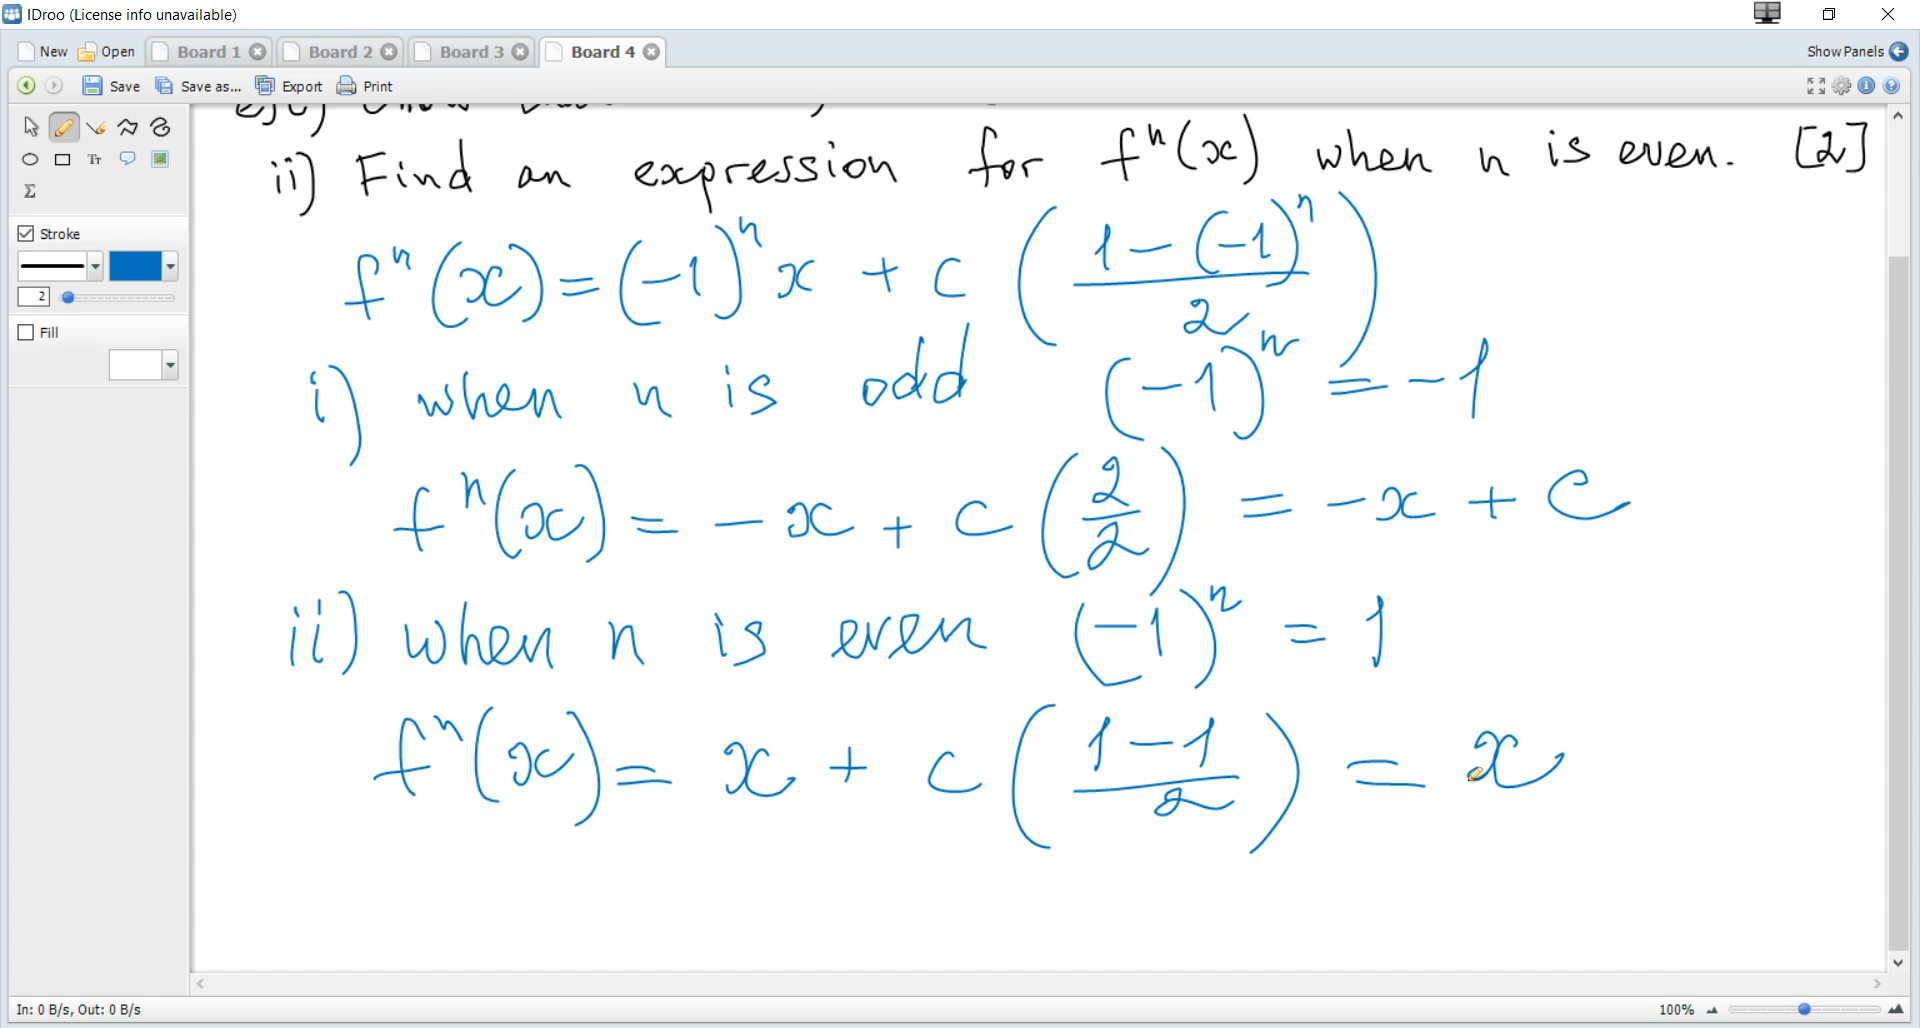 IDroo (License info unavailable)
New Open Board 1 Board 2 Board 3 Board 4 Show Panels
Save Save as... Export Print
ii) Find an expression for fⁿ(x) when n is even. [2]
fⁿ(x) = (-1)ⁿ x + c ( (1 - (-1)ⁿ) / 2 )
i) when n is odd (-1)ⁿ = -1
fⁿ(x) = - x + c ( 2/2 ) = - x + c
ii) when n is even (-1)ⁿ = 1
fⁿ(x) = x + c ( (1 - 1) / 2 ) = x
Tt
Σ
Stroke
2
Fill
In: 0 B/s, Out: 0 B/s 100%